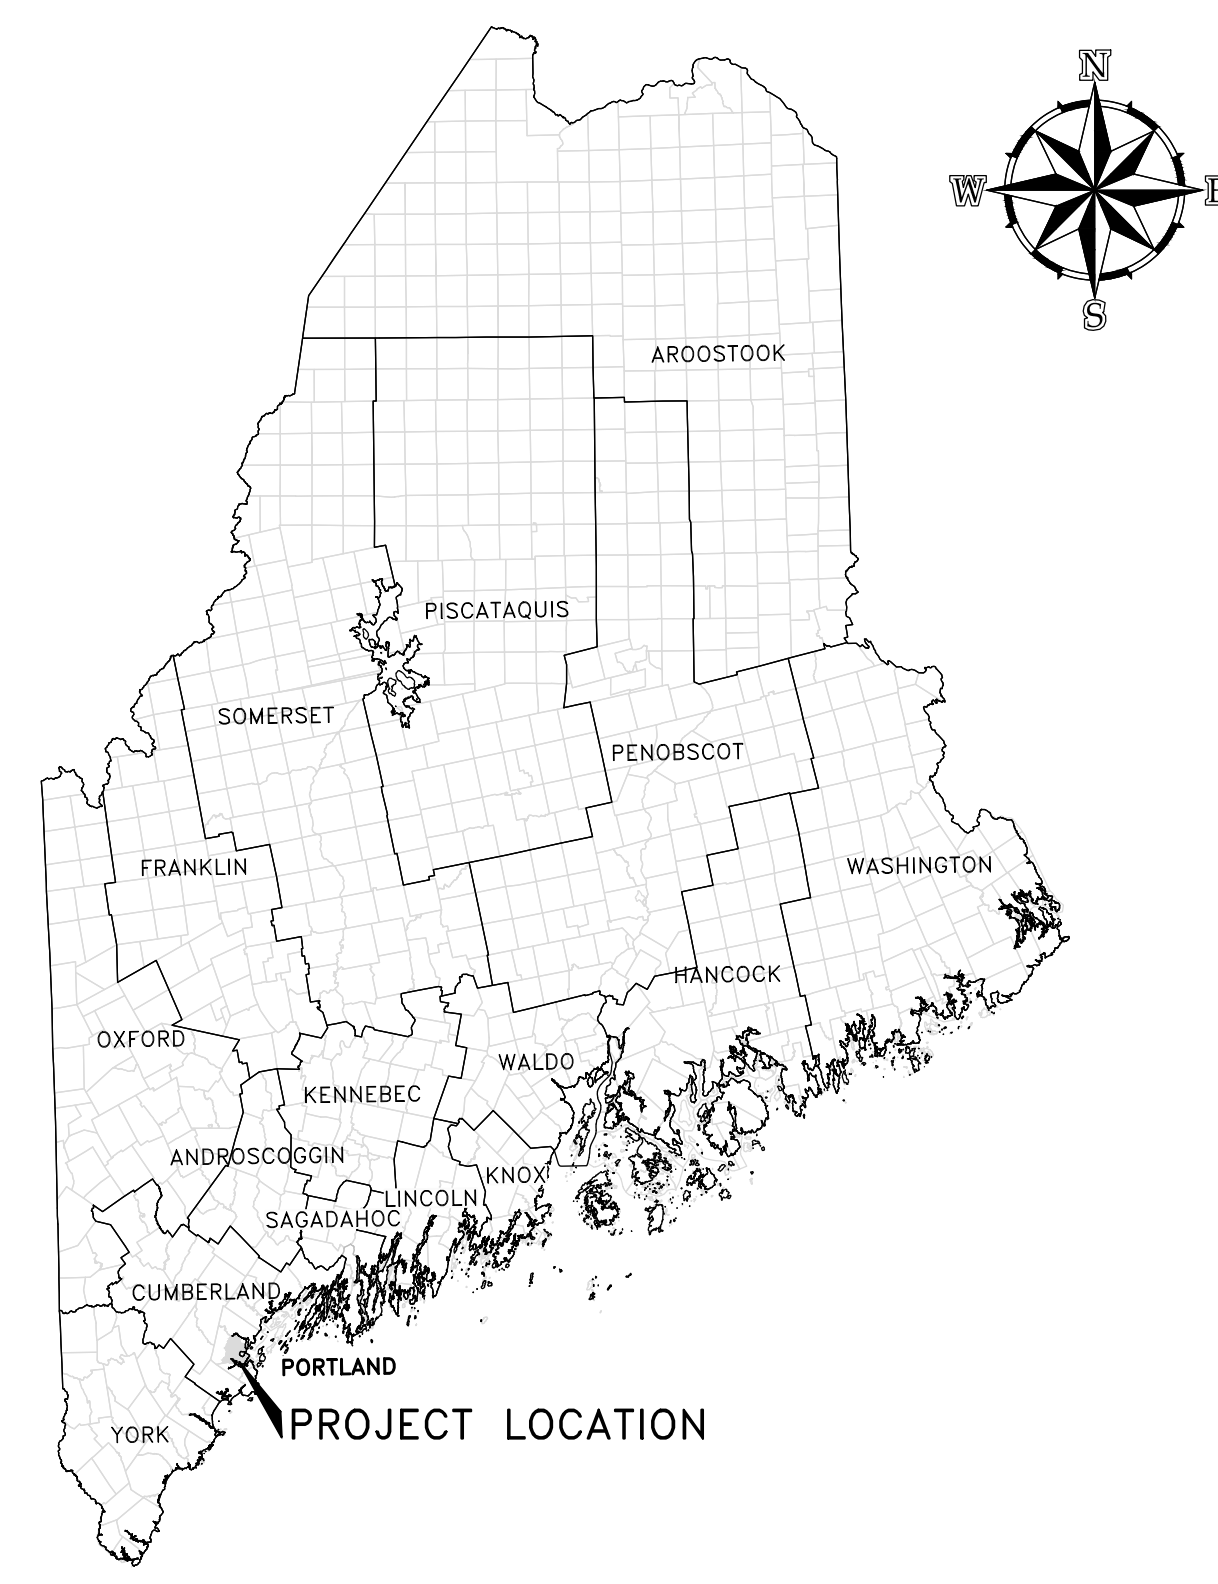 N
W
E
S
AROOSTOOK
PISCATAQUIS
SOMERSET
PENOBSCOT
FRANKLIN
WASHINGTON
HANCOCK
OXFORD
WALDO
KENNEBEC
ANDROSCOGGIN
KNOX
LINCOLN
SAGADAHOC
CUMBERLAND
PORTLAND
PROJECT LOCATION
YORK